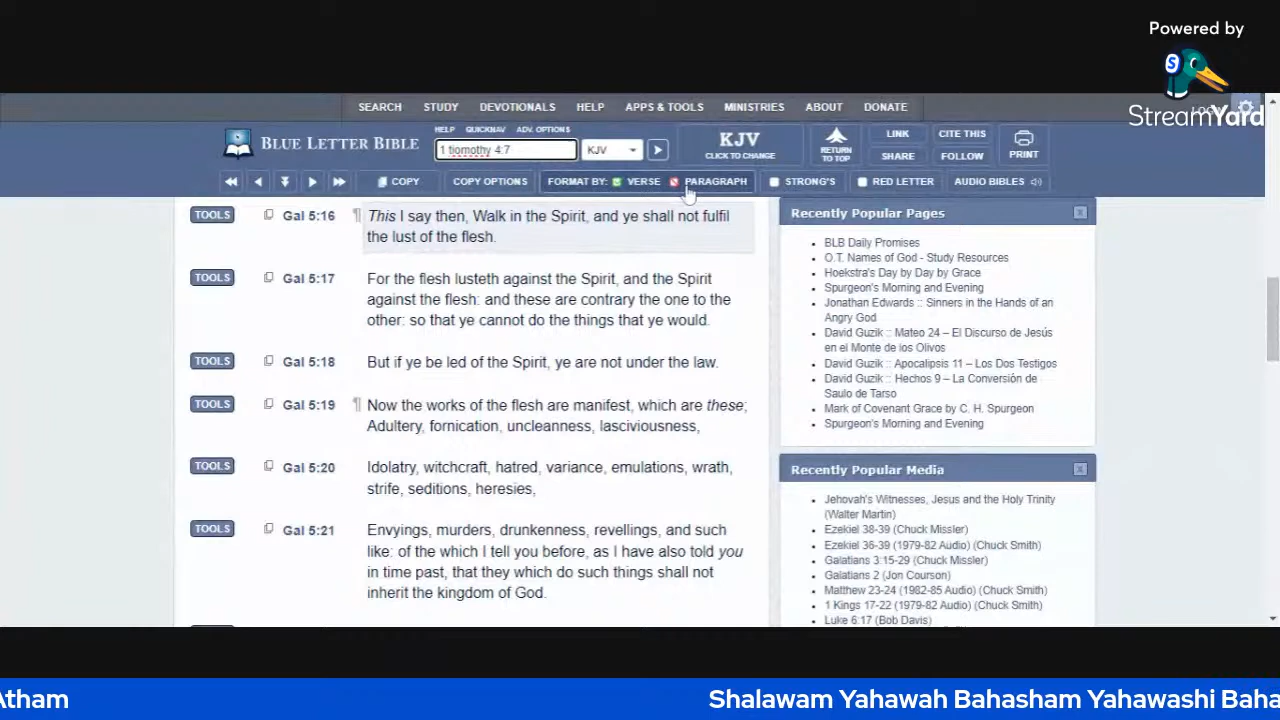 Powered by
StreamYard
SEARCH STUDY DEVOTIONALS HELP APPS & TOOLS MINISTRIES ABOUT DONATE
HELP QUICKNAV ADV. OPTIONS
BLUE LETTER BIBLE
1 tiomothy 4:7
KJV
KJV
CLICK TO CHANGE
RETURN
TO TOP
LINK
CITE THIS
SHARE
FOLLOW
PRINT
COPY
COPY OPTIONS
FORMAT BY: VERSE PARAGRAPH
STRONG'S
RED LETTER
AUDIO BIBLES
TOOLS Gal 5:16 ¶ This I say then, Walk in the Spirit, and ye shall not fulfil
the lust of the flesh.
TOOLS Gal 5:17 For the flesh lusteth against the Spirit, and the Spirit
against the flesh: and these are contrary the one to the
other: so that ye cannot do the things that ye would.
TOOLS Gal 5:18 But if ye be led of the Spirit, ye are not under the law.
TOOLS Gal 5:19 ¶ Now the works of the flesh are manifest, which are these;
Adultery, fornication, uncleanness, lasciviousness,
TOOLS Gal 5:20 Idolatry, witchcraft, hatred, variance, emulations, wrath,
strife, seditions, heresies,
TOOLS Gal 5:21 Envyings, murders, drunkenness, revellings, and such
like: of the which I tell you before, as I have also told you
in time past, that they which do such things shall not
inherit the kingdom of God.
Recently Popular Pages
BLB Daily Promises
O.T. Names of God - Study Resources
Hoekstra's Day by Day by Grace
Spurgeon's Morning and Evening
Jonathan Edwards :: Sinners in the Hands of an
Angry God
David Guzik :: Mateo 24 – El Discurso de Jesús
en el Monte de los Olivos
David Guzik :: Apocalipsis 11 – Los Dos Testigos
David Guzik :: Hechos 9 – La Conversión de
Saulo de Tarso
Mark of Covenant Grace by C. H. Spurgeon
Spurgeon's Morning and Evening
Recently Popular Media
Jehovah's Witnesses, Jesus and the Holy Trinity
(Walter Martin)
Ezekiel 38-39 (Chuck Missler)
Ezekiel 36-39 (1979-82 Audio) (Chuck Smith)
Galatians 3:15-29 (Chuck Missler)
Galatians 2 (Jon Courson)
Matthew 23-24 (1982-85 Audio) (Chuck Smith)
1 Kings 17-22 (1979-82 Audio) (Chuck Smith)
Luke 6:17 (Bob Davis)
Atham Shalawam Yahawah Bahasham Yahawashi Baha